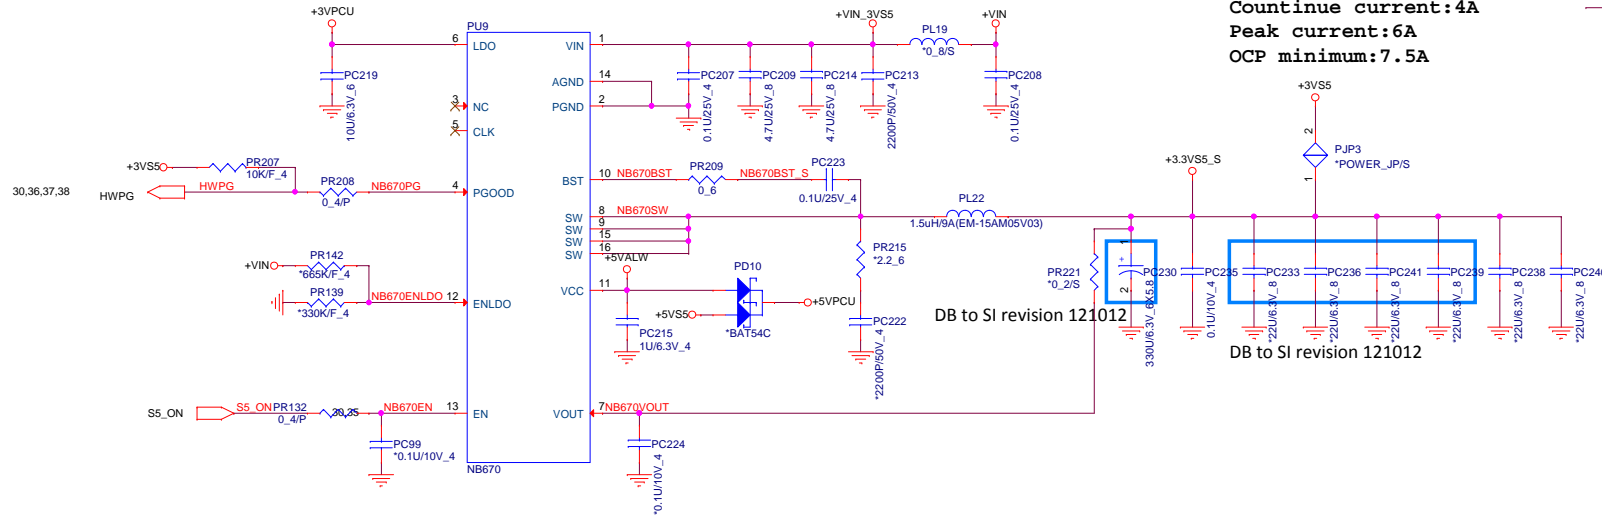 Countinue current:4A
Peak current:6A
OCP minimum:7.5A
+3VPCU
PU9
+VIN_3VS5
PL19
*0_8/S
+VIN
6
LDO
VIN
1
PC219
10U/6.3V_6
AGND
14
PGND
2
PC207
0.1U/25V_4
PC209
4.7U/25V_8
PC214
4.7U/25V_8
PC213
2200P/50V_4
PC208
0.1U/25V_4
3
NC
5
CLK
+3VS5
2
PJP3
*POWER_JP/S
1
+3VS5
PR207
10K/F_4
30,36,37,38
HWPG
HWPG
PR208
0_4/P
NB670PG
4
PGOOD
BST
10
NB670BST
PR209
0_6
NB670BST_S
PC223
0.1U/25V_4
+3.3VS5_S
SW
8
NB670SW
SW
9
SW
15
SW
16
PL22
1.5uH/9A(EM-15AM05V03)
+VIN
PR142
*665K/F_4
PR139
*330K/F_4
NB670ENLDO
12
ENLDO
+5VALW
VCC
11
PD10
+5VPCU
+5VS5
*BAT54C
PC215
1U/6.3V_4
PR215
*2.2_6
PC222
*2200P/50V_4
PR221
*0_2/S
1
+
2
PC230
330U/6.3V_6X5.8
PC235
0.1U/10V_4
PC233
*22U/6.3V_8
PC236
*22U/6.3V_8
PC241
*22U/6.3V_8
PC239
*22U/6.3V_8
PC238
*22U/6.3V_8
PC240
*22U/6.3V_8
DB to SI revision 121012
DB to SI revision 121012
S5_ON
S5_ON
PR132
0_4/P
30,35
NB670EN
13
EN
VOUT
7
NB670VOUT
PC99
*0.1U/10V_4
PC224
*0.1U/10V_4
NB670